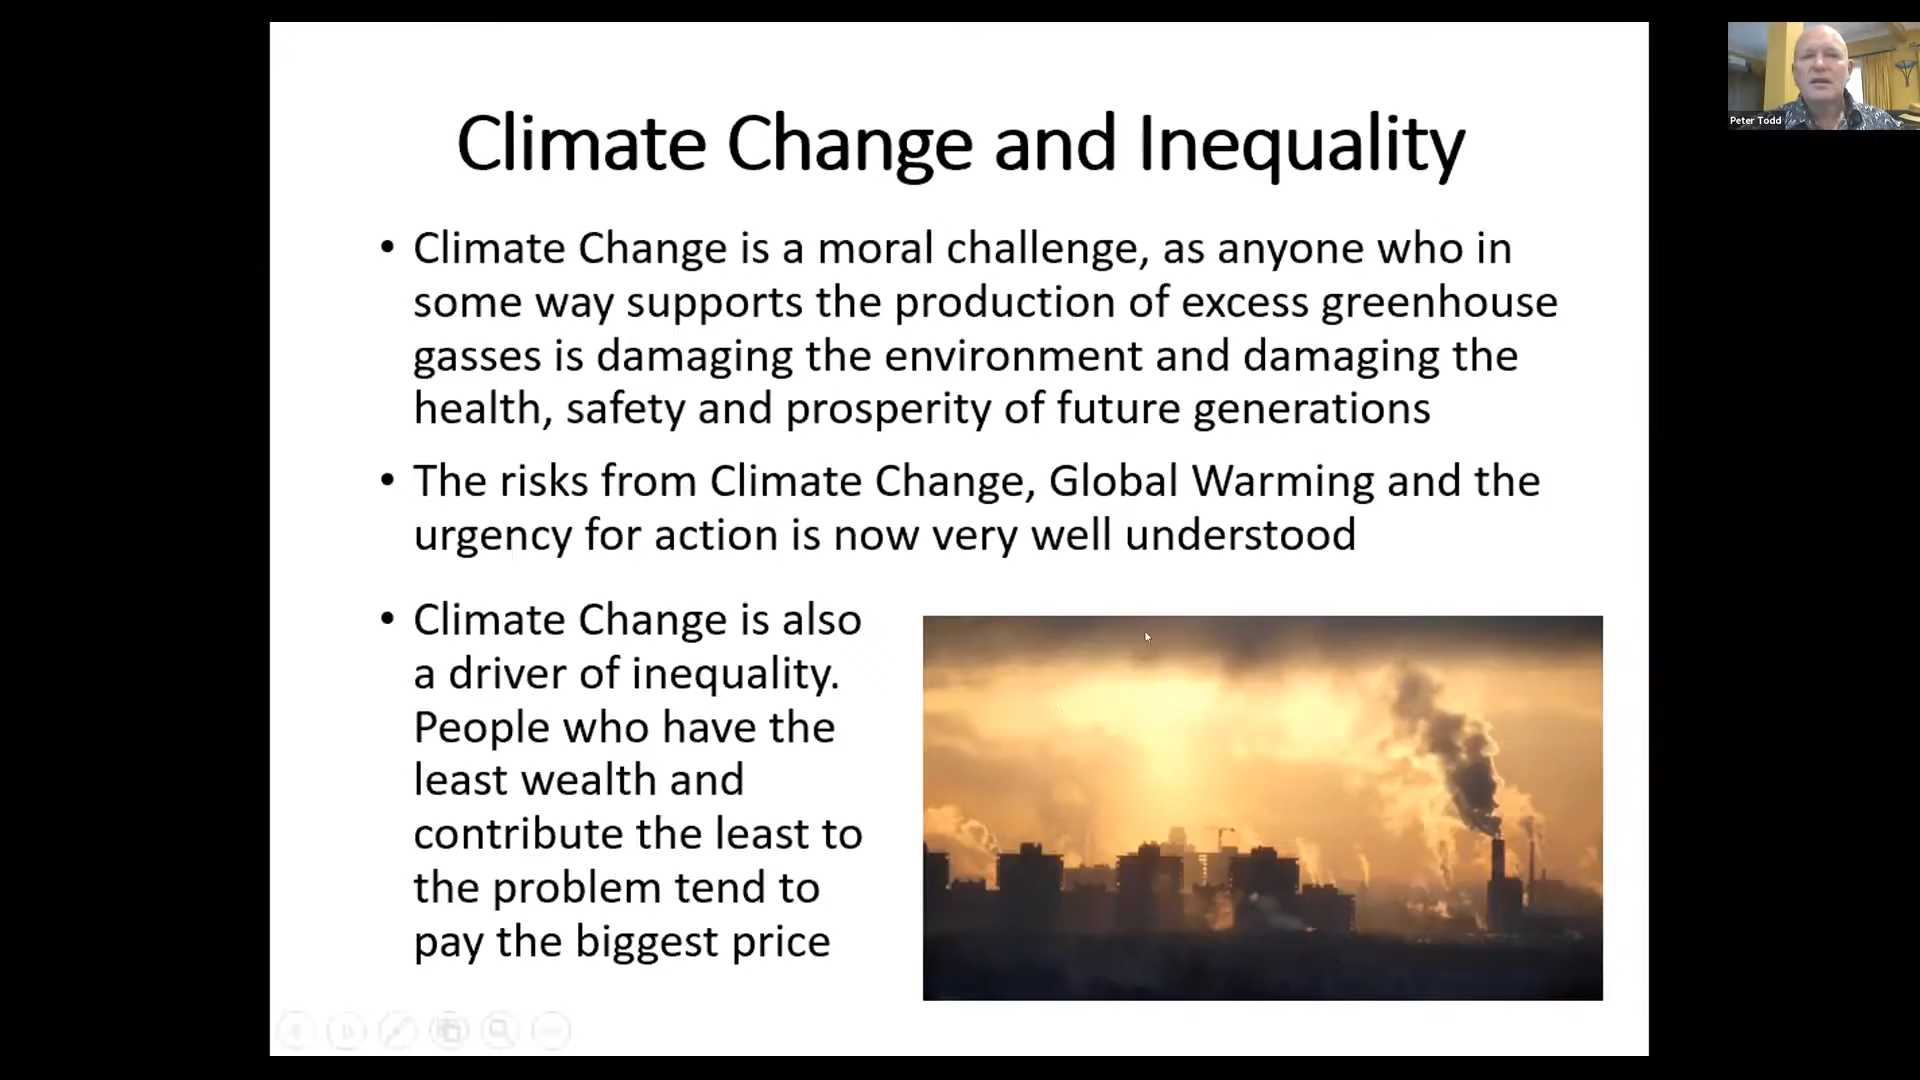 Climate Change and Inequality
• Climate Change is a moral challenge, as anyone who in
some way supports the production of excess greenhouse
gasses is damaging the environment and damaging the
health, safety and prosperity of future generations
• The risks from Climate Change, Global Warming and the
urgency for action is now very well understood
• Climate Change is also
a driver of inequality.
People who have the
least wealth and
contribute the least to
the problem tend to
pay the biggest price
Peter Todd